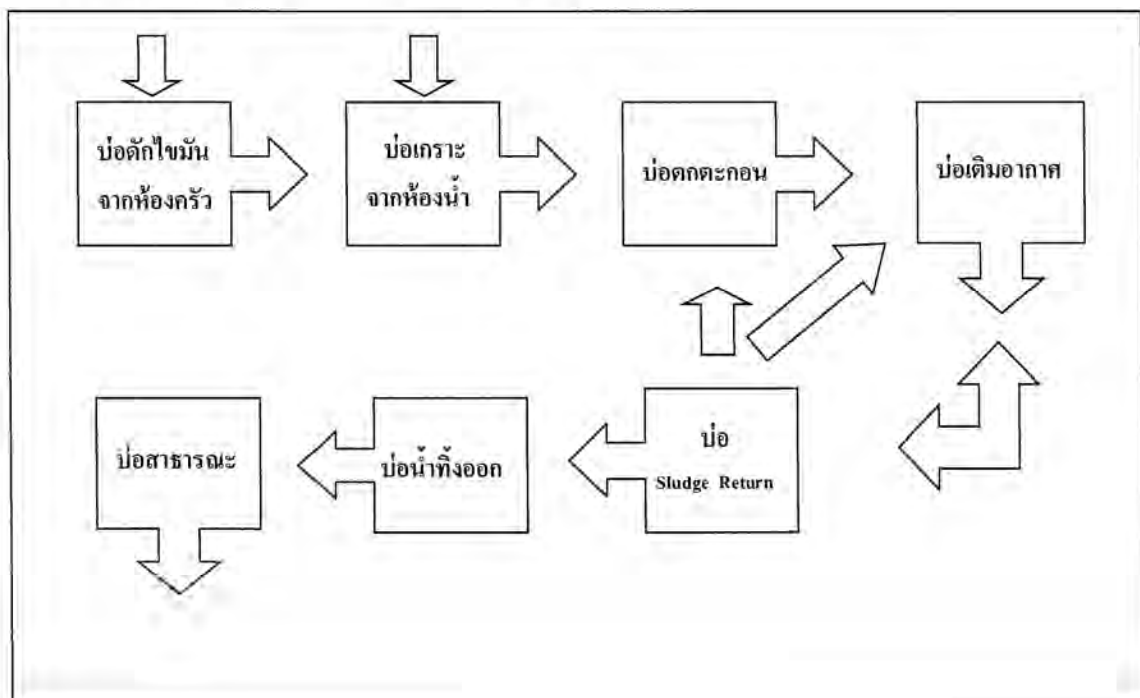 บ่อดักไขมัน
จากห้องครัว
บ่อเกราะ
จากห้องน้ำ
บ่อตกตะกอน
บ่อเติมอากาศ
บ่อสาธารณะ
บ่อน้ำทิ้งออก
บ่อ
Sludge Return